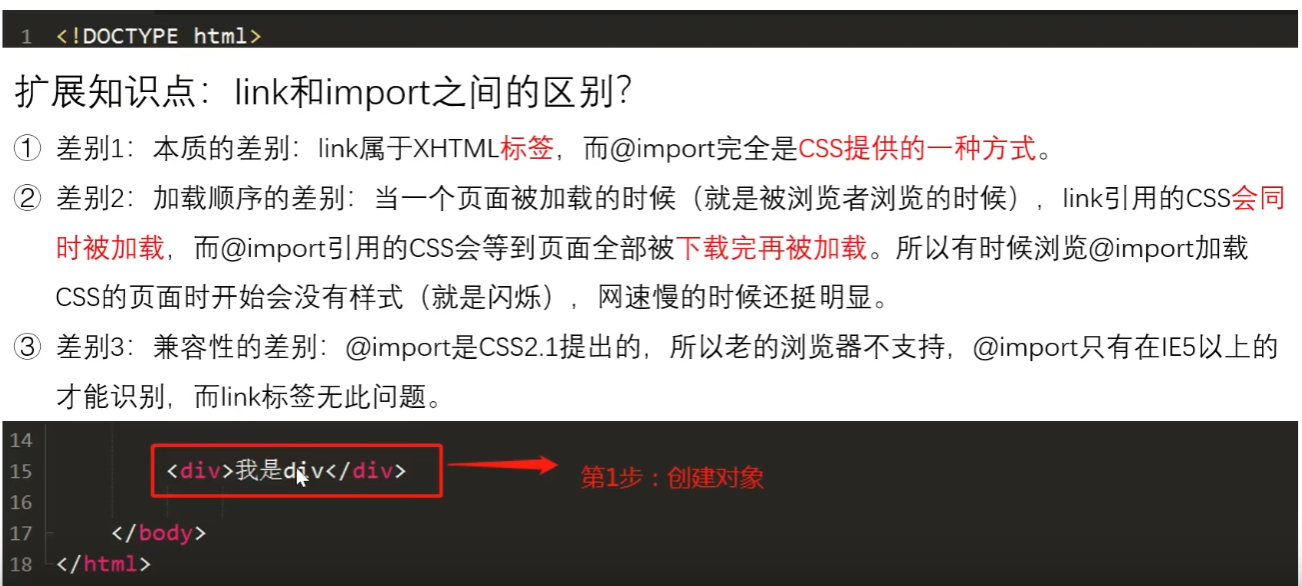 1 <!DOCTYPE html>
扩展知识点：link和import之间的区别？
① 差别1：本质的差别：link属于XHTML标签，而@import完全是CSS提供的一种方式。
② 差别2：加载顺序的差别：当一个页面被加载的时候（就是被浏览者浏览的时候），link引用的CSS会同
时被加载，而@import引用的CSS会等到页面全部被下载完再被加载。所以有时候浏览@import加载
CSS的页面时开始会没有样式（就是闪烁），网速慢的时候还挺明显。
③ 差别3：兼容性的差别：@import是CSS2.1提出的，所以老的浏览器不支持，@import只有在IE5以上的
才能识别，而link标签无此问题。
14
15 <div>我是div</div> 第1步：创建对象
16
17 </body>
18 </html>